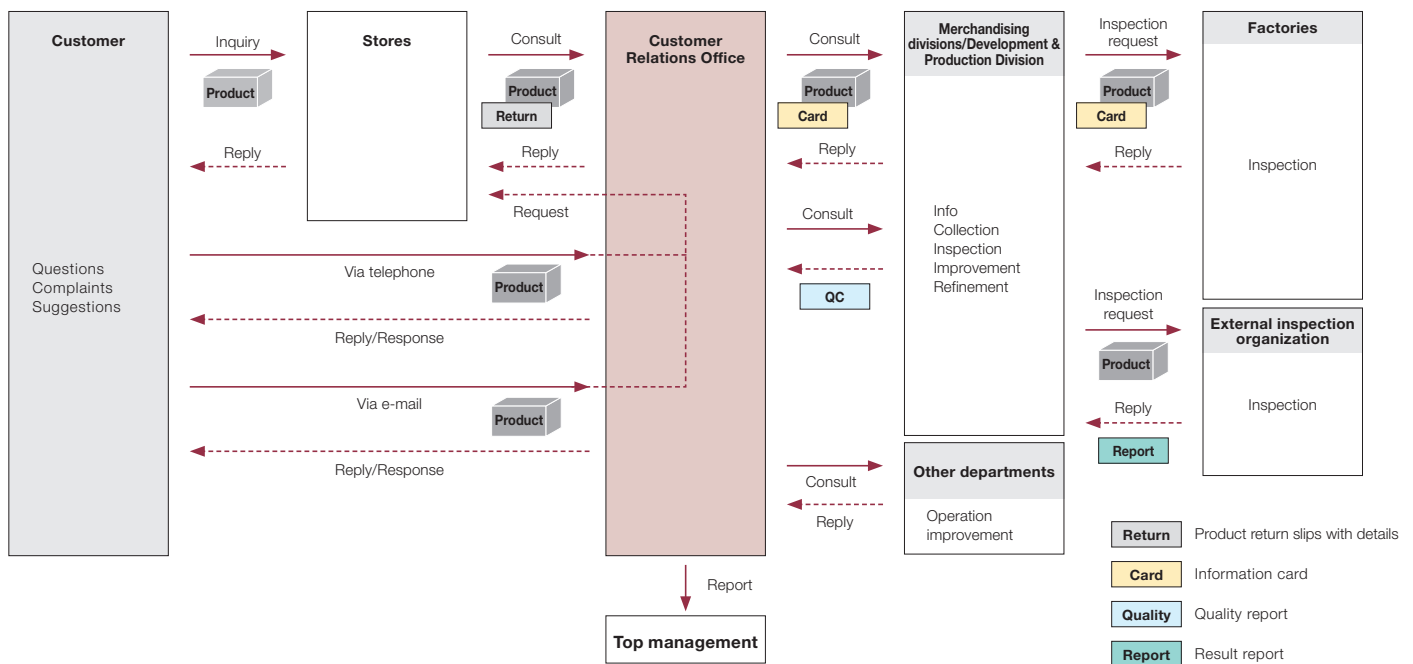 Customer
Questions
Complaints
Suggestions
Inquiry
Product
Reply
Stores
Consult
Product
Return
Reply
Request
Via telephone
Product
Reply/Response
Via e-mail
Product
Reply/Response
Customer
Relations Office
Report
Top management
Consult
Product
Card
Reply
Consult
QC
Consult
Reply
Merchandising
divisions/Development &
Production Division
Info
Collection
Inspection
Improvement
Refinement
Other departments
Operation
improvement
Inspection
request
Product
Card
Reply
Inspection
request
Product
Reply
Report
Factories
Inspection
External inspection
organization
Inspection
Return Product return slips with details
Card Information card
Quality Quality report
Report Result report